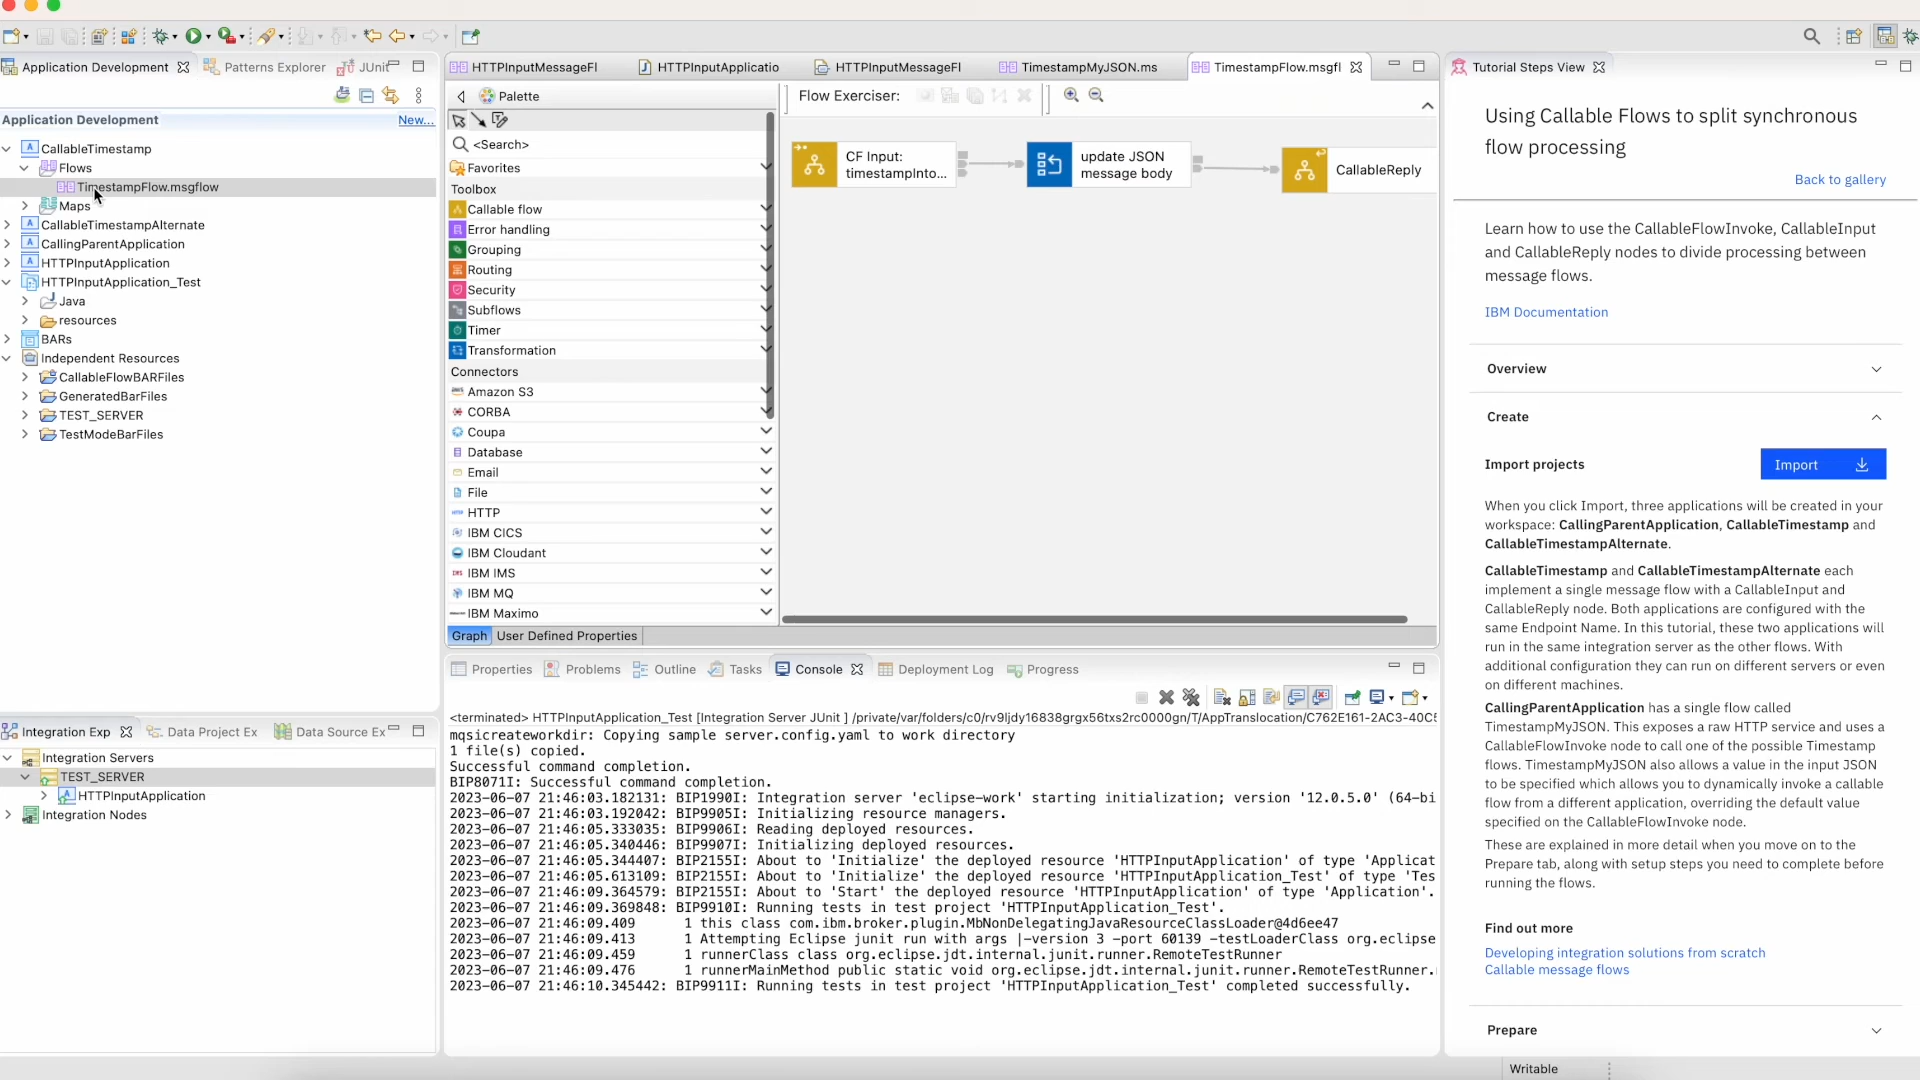 Application Development
Patterns Explorer
JUnit
Application Development
New...
CallableTimestamp
Flows
TimestampFlow.msgflow
Maps
CallableTimestampAlternate
CallingParentApplication
HTTPInputApplication
HTTPInputApplication_Test
Java
resources
BARs
Independent Resources
CallableFlowBARFiles
GeneratedBarFiles
TEST_SERVER
TestModeBarFiles
Integration Exp
Data Project Ex
Data Source Ex
Integration Servers
TEST_SERVER
HTTPInputApplication
Integration Nodes
HTTPInputMessageFl
HTTPInputApplicatio
HTTPInputMessageFl
TimestampMyJSON.ms
TimestampFlow.msgfl
Palette
<Search>
Favorites
Toolbox
Callable flow
Error handling
Grouping
Routing
Security
Subflows
Timer
Transformation
Connectors
Amazon S3
CORBA
Coupa
Database
Email
File
HTTP
IBM CICS
IBM Cloudant
IBM IMS
IBM MQ
IBM Maximo
Flow Exerciser:
CF Input:
timestampInto...
update JSON
message body
CallableReply
Graph
User Defined Properties
Properties
Problems
Outline
Tasks
Console
Deployment Log
Progress
<terminated> HTTPInputApplication_Test [Integration Server JUnit ] /private/var/folders/c0/rv9ljdy16838grgx56txs2rc0000gn/T/AppTranslocation/C762E161-2AC3-40C5
mqsicreateworkdir: Copying sample server.config.yaml to work directory
1 file(s) copied.
Successful command completion.
BIP8071I: Successful command completion.
2023-06-07 21:46:03.182131: BIP1990I: Integration server 'eclipse-work' starting initialization; version '12.0.5.0' (64-bi
2023-06-07 21:46:03.192042: BIP9905I: Initializing resource managers.
2023-06-07 21:46:05.333035: BIP9906I: Reading deployed resources.
2023-06-07 21:46:05.340446: BIP9907I: Initializing deployed resources.
2023-06-07 21:46:05.344407: BIP2155I: About to 'Initialize' the deployed resource 'HTTPInputApplication' of type 'Applicat
2023-06-07 21:46:05.613109: BIP2155I: About to 'Initialize' the deployed resource 'HTTPInputApplication_Test' of type 'Tes
2023-06-07 21:46:09.364579: BIP2155I: About to 'Start' the deployed resource 'HTTPInputApplication' of type 'Application'.
2023-06-07 21:46:09.369848: BIP9910I: Running tests in test project 'HTTPInputApplication_Test'.
2023-06-07 21:46:09.409 1 this class com.ibm.broker.plugin.MbNonDelegatingJavaResourceClassLoader@4d6ee47
2023-06-07 21:46:09.413 1 Attempting Eclipse junit run with args |-version 3 -port 60139 -testLoaderClass org.eclipse
2023-06-07 21:46:09.459 1 runnerClass class org.eclipse.jdt.internal.junit.runner.RemoteTestRunner
2023-06-07 21:46:09.476 1 runnerMainMethod public static void org.eclipse.jdt.internal.junit.runner.RemoteTestRunner.
2023-06-07 21:46:10.345442: BIP9911I: Running tests in test project 'HTTPInputApplication_Test' completed successfully.
Tutorial Steps View
Using Callable Flows to split synchronous
flow processing
Back to gallery
Learn how to use the CallableFlowInvoke, CallableInput
and CallableReply nodes to divide processing between
message flows.
IBM Documentation
Overview
Create
Import projects
Import
When you click Import, three applications will be created in your
workspace: CallingParentApplication, CallableTimestamp and
CallableTimestampAlternate.
CallableTimestamp and CallableTimestampAlternate each
implement a single message flow with a CallableInput and
CallableReply node. Both applications are configured with the
same Endpoint Name. In this tutorial, these two applications will
run in the same integration server as the other flows. With
additional configuration they can run on different servers or even
on different machines.
CallingParentApplication has a single flow called
TimestampMyJSON. This exposes a raw HTTP service and uses a
CallableFlowInvoke node to call one of the possible Timestamp
flows. TimestampMyJSON also allows a value in the input JSON
to be specified which allows you to dynamically invoke a callable
flow from a different application, overriding the default value
specified on the CallableFlowInvoke node.
These are explained in more detail when you move on to the
Prepare tab, along with setup steps you need to complete before
running the flows.
Find out more
Developing integration solutions from scratch
Callable message flows
Prepare
Writable